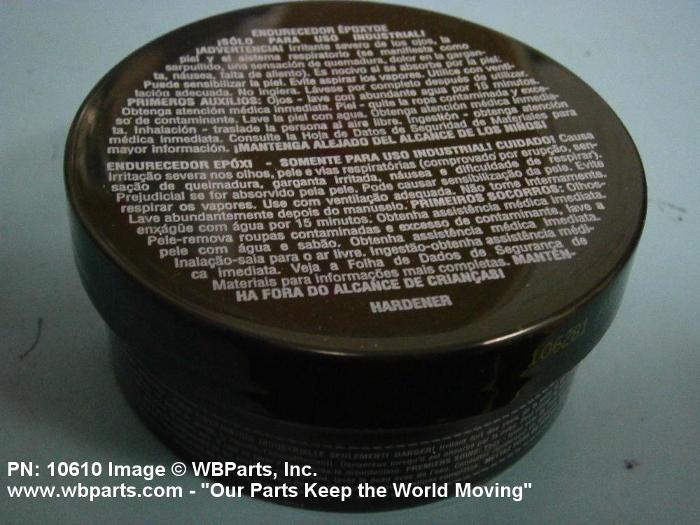 ENDURECEDOR ÉPOXYDE
¡SÓLO PARA USO INDUSTRIAL!
¡ADVERTENCIA! Irritante severo de los ojos, la
piel y el sistema respiratorio (se manifiesta como
sarpullido, una sensación de quemadura, dolor en la gargan-
ta, náusea, falta de aliento). Es nocivo si se absorbe por la piel.
Puede sensibilizar la piel. Evite aspirar los vapores. Utilice con venti-
lación adecuada. No ingiera. Lávese por completo después de utilizar.
PRIMEROS AUXILIOS: Ojos - lave con abundante agua por 15 minutos.
Obtenga atención médica inmediata. Piel - quite la ropa contaminada y exce-
so de contaminante. Lave la piel con agua. Obtenga atención médica inmedia-
ta. Inhalación - traslade la persona al aire libre. Ingestión - obtenga atención
médica inmediata. Consulte la Hoja de Datos de Seguridad de Materiales para
mayor información. ¡MANTENGA ALEJADO DEL ALCANCE DE LOS NIÑOS!
ENDURECEDOR EPÓXI - SOMENTE PARA USO INDUSTRIAL! CUIDADO! Causa
irritação severa nos olhos, pele e vias respiratórias (comprovado por erupção, sen-
sação de queimadura, garganta irritada, náusea e dificuldade de respirar).
Prejudicial se for absorvido pela pele. Pode causar sensibilização da pele. Evite
respirar os vapores. Use com ventilação adequada. Não tome internamente.
Lave abundantemente depois do manuseio. PRIMEIROS SOCORROS: Olhos-
enxágüe com água por 15 minutos. Obtenha assistência médica imediata.
Pele-remova roupas contaminadas e excesso de contaminante, lave a
pele com água e sabão. Obtenha assistência médica imediata.
Inalação-saia para o ar livre. Ingestão-obtenha assistência médi-
ca imediata. Veja a Folha de Dados de Segurança de
Materiais para informações mais completas. MANTEN-
HA FORA DO ALCANCE DE CRIANÇAS!
HARDENER
106281
INDUSTRIELLE SEULEMENT! DANGER!
PN: 10610 Image © WBParts, Inc.
www.wbparts.com - "Our Parts Keep the World Moving"